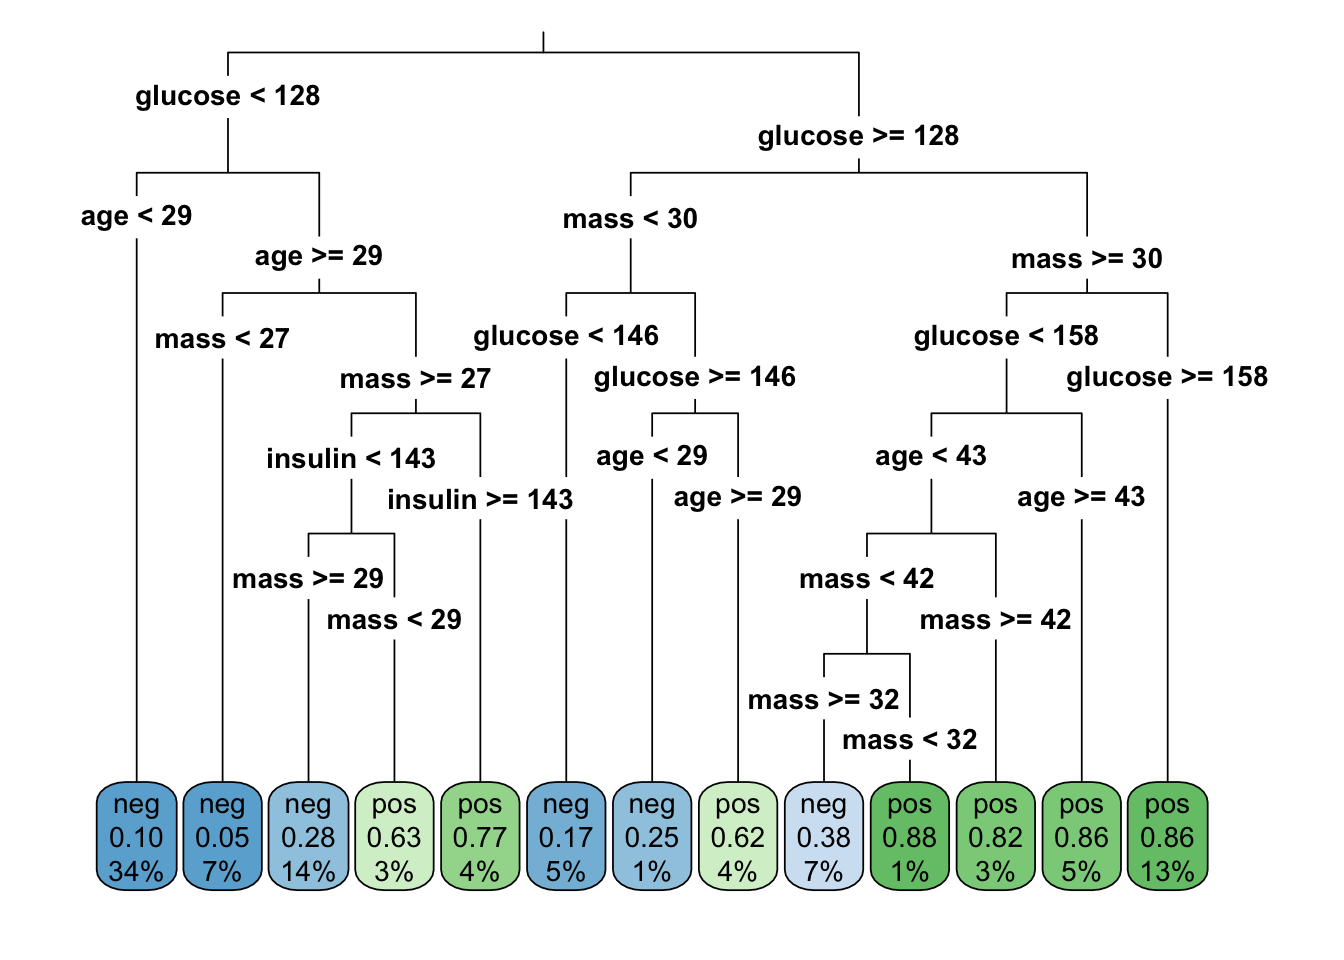 glucose < 128
glucose >= 128
age < 29
mass < 30
age >= 29
mass >= 30
mass < 27
glucose < 146
glucose < 158
mass >= 27
glucose >= 146
glucose >= 158
insulin < 143
age < 29
age < 43
insulin >= 143
age >= 29
age >= 43
mass >= 29
mass < 42
mass < 29
mass >= 42
mass >= 32
mass < 32
neg neg neg pos pos neg neg pos neg pos pos pos pos
0.10 0.05 0.28 0.63 0.77 0.17 0.25 0.62 0.38 0.88 0.82 0.86 0.86
34% 7% 14% 3% 4% 5% 1% 4% 7% 1% 3% 5% 13%